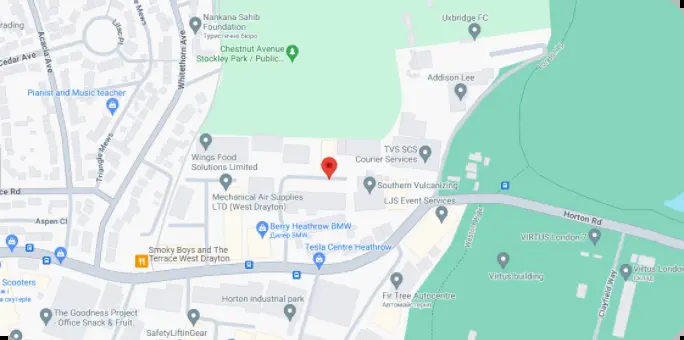 Nankana Sahib
Foundation
Туристичне бюро
Uxbridge FC
rading
Lilac Pl
Acacia Ave
Cedar Ave
Whitethorn Ave
Chestnut Avenue
Stockley Park / Public...
Addison Lee
Pianist and Music teacher
Triangle Mews
Wings Food
Solutions Limited
TVS SCS
Courier Services
Mechanical Air Supplies
LTD (West Drayton)
Southern Vulcanizing
LJS Event Services
ce Rd
Aspen Cl
Berry Heathrow BMW
Дилер BMW
Horton Rd
Smoky Boys and The
Terrace West Drayton
Tesla Centre Heathrow
VIRTUS London 7
Virtus building
Virtus London
Clayfield Way
Scooters
Horton industrial park
Fir Tree Autocentre
Автомайстерня
The Goodness Project
- Office Snack & Fruit.
SafetyLiftinGear